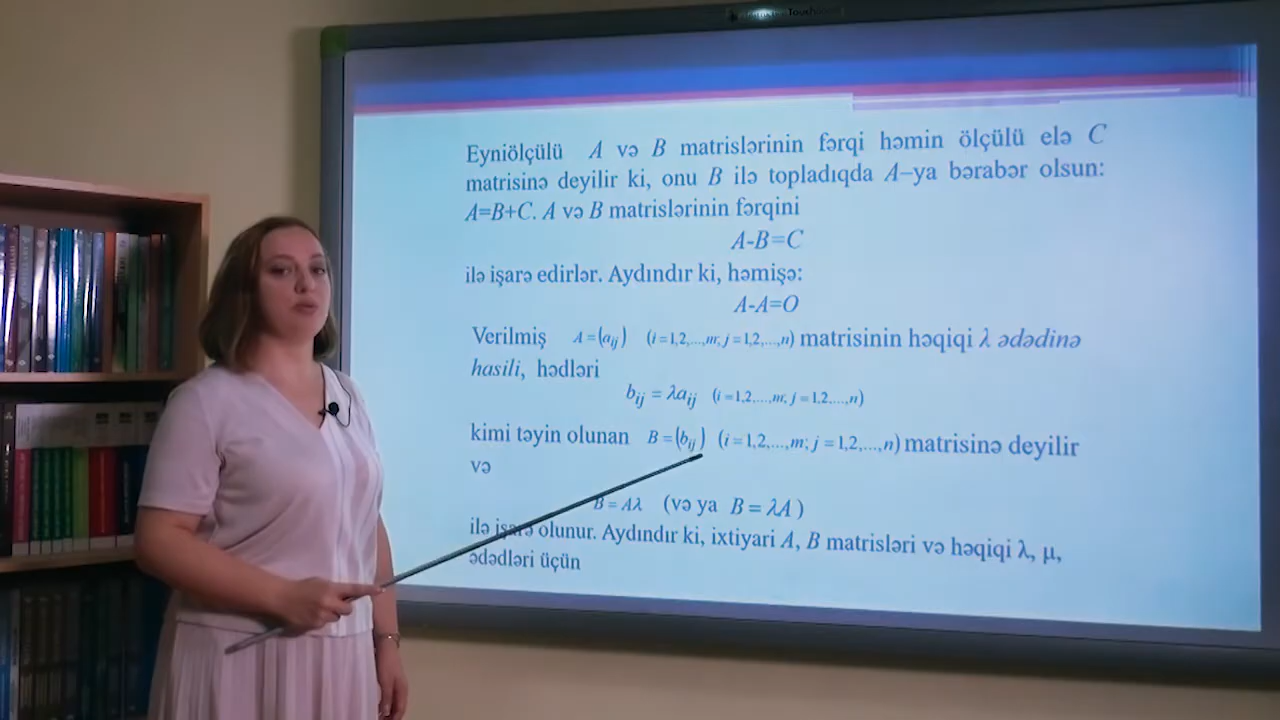 Eyniölçülü A və B matrislərinin fərqi həmin ölçülü elə C
matrisinə deyilir ki, onu B ilə topladıqda A–ya bərabər olsun:
A=B+C. A və B matrislərinin fərqini
A-B=C
ilə işarə edirlər. Aydındır ki, həmişə:
A-A=O
Verilmiş A=(aij) (i=1,2,...,m; j=1,2,...,n) matrisinin həqiqi λ ədədinə
hasili, hədləri
bij = λaij (i=1,2,...,m; j=1,2,...,n)
kimi təyin olunan B=(bij) (i=1,2,...,m; j=1,2,...,n) matrisinə deyilir
və
B = Aλ (və ya B = λA )
ilə işarə olunur. Aydındır ki, ixtiyari A, B matrisləri və həqiqi λ, μ,
ədədləri üçün